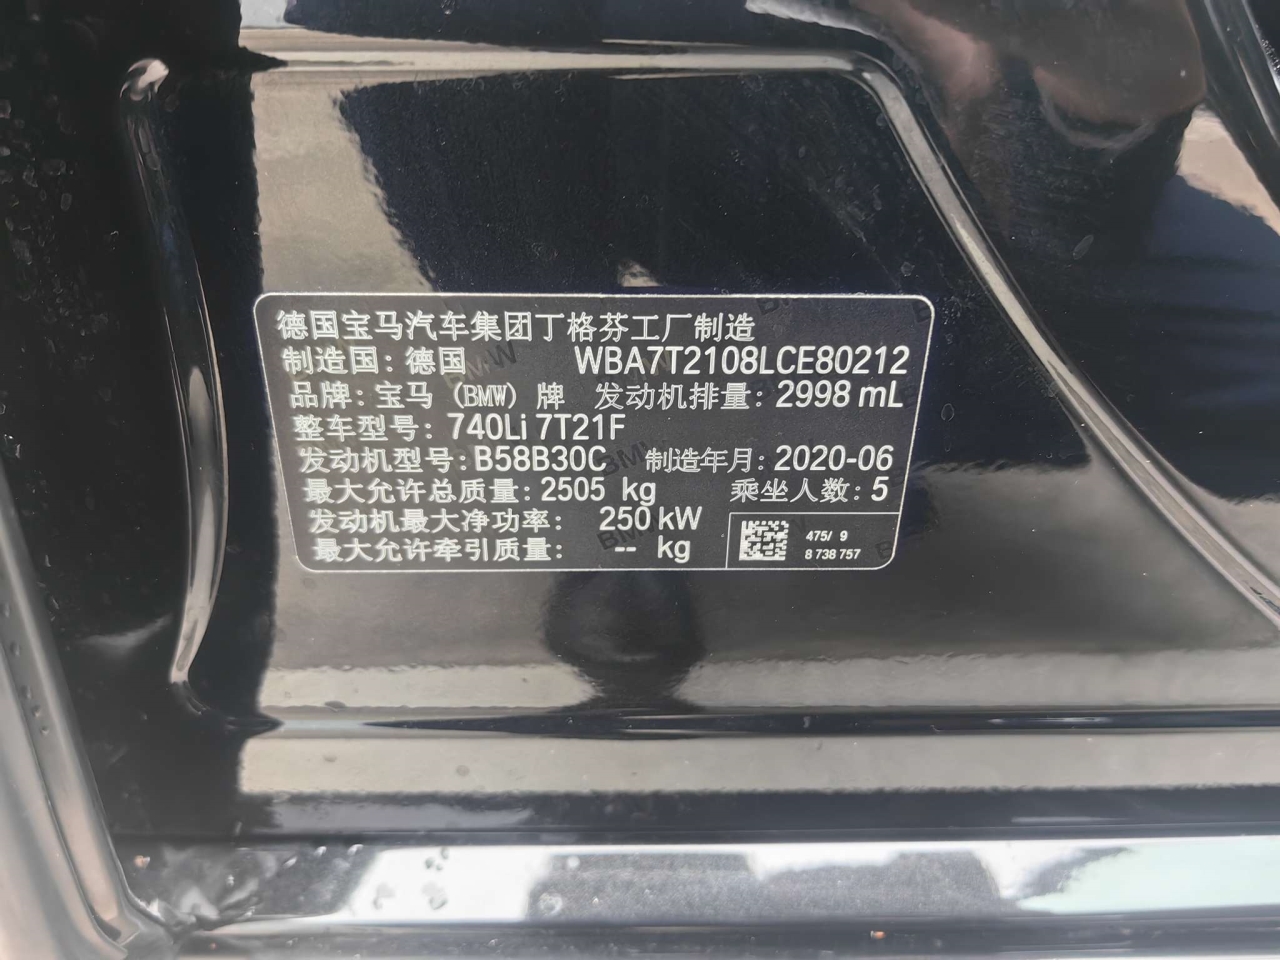 德国宝马汽车集团丁格芬工厂制造
制造国：德国 WBA7T2108LCE80212
品牌：宝马（BMW）牌 发动机排量：2998 mL
整车型号：740Li 7T21F
发动机型号：B58B30C 制造年月：2020-06
最大允许总质量：2505 kg 乘坐人数：5
发动机最大净功率： 250 kW
最大允许牵引质量： -- kg
475/ 9
8 738 757